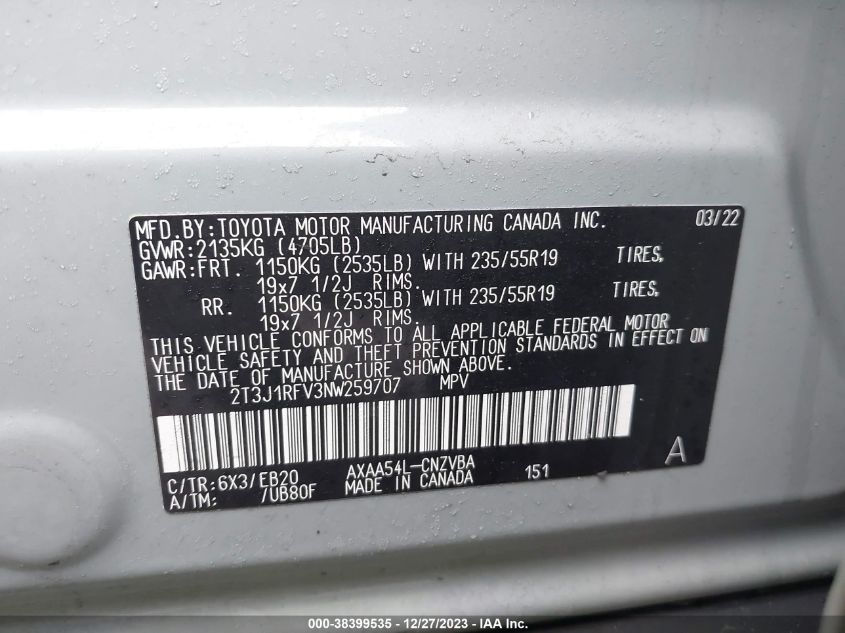 MFD.BY:TOYOTA MOTOR MANUFACTURING CANADA INC. 03/22
GVWR:2135KG (4705LB)
GAWR:FRT. 1150KG (2535LB) WITH 235/55R19 TIRES,
19x7 1/2J RIMS.
RR. 1150KG (2535LB) WITH 235/55R19 TIRES,
19x7 1/2J RIMS.
THIS VEHICLE CONFORMS TO ALL APPLICABLE FEDERAL MOTOR
VEHICLE SAFETY AND THEFT PREVENTION STANDARDS IN EFFECT ON
THE DATE OF MANUFACTURE SHOWN ABOVE.
2T3J1RFV3NW259707 MPV
C/TR:6X3/EB20 AXAA54L-CNZVBA 151 A
A/TM: /UB80F MADE IN CANADA
000-38399535 - 12/27/2023 - IAA Inc.